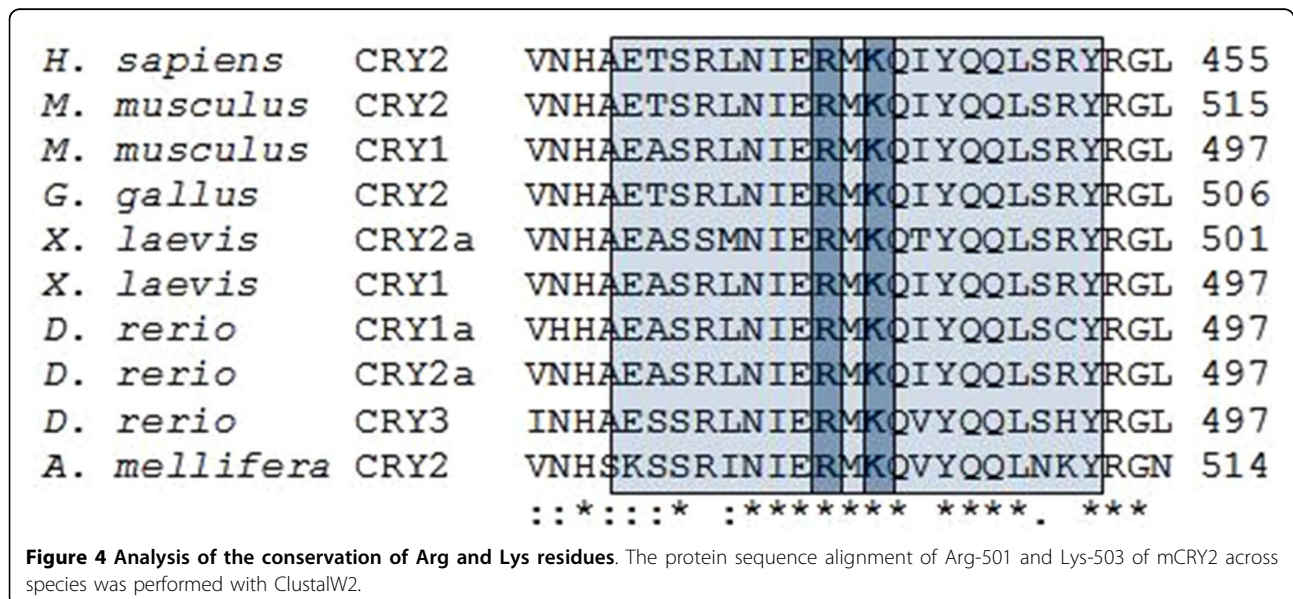 H. sapiens CRY2 VNHAETSRLNIERMKQIYQQLSRYRGL 455
M. musculus CRY2 VNHAETSRLNIERMKQIYQQLSRYRGL 515
M. musculus CRY1 VNHAEASRLNIERMKQIYQQLSRYRGL 497
G. gallus CRY2 VNHAETSRLNIERMKQIYQQLSRYRGL 506
X. laevis CRY2a VNHAEASSMNIERMKQTYQQLSRYRGL 501
X. laevis CRY1 VNHAEASRLNIERMKQIYQQLSRYRGL 497
D. rerio CRY1a VHHAEASRLNIERMKQIYQQLSCYRGL 497
D. rerio CRY2a VNHAEASRLNIERMKQIYQQLSRYRGL 497
D. rerio CRY3 INHAESSRLNIERMKQVYQQLSHYRGL 497
A. mellifera CRY2 VNHSKSSRINIERMKQVYQQLNKYRGN 514
::*:::* :******* ****. ***
Figure 4 Analysis of the conservation of Arg and Lys residues. The protein sequence alignment of Arg-501 and Lys-503 of mCRY2 across
species was performed with ClustalW2.